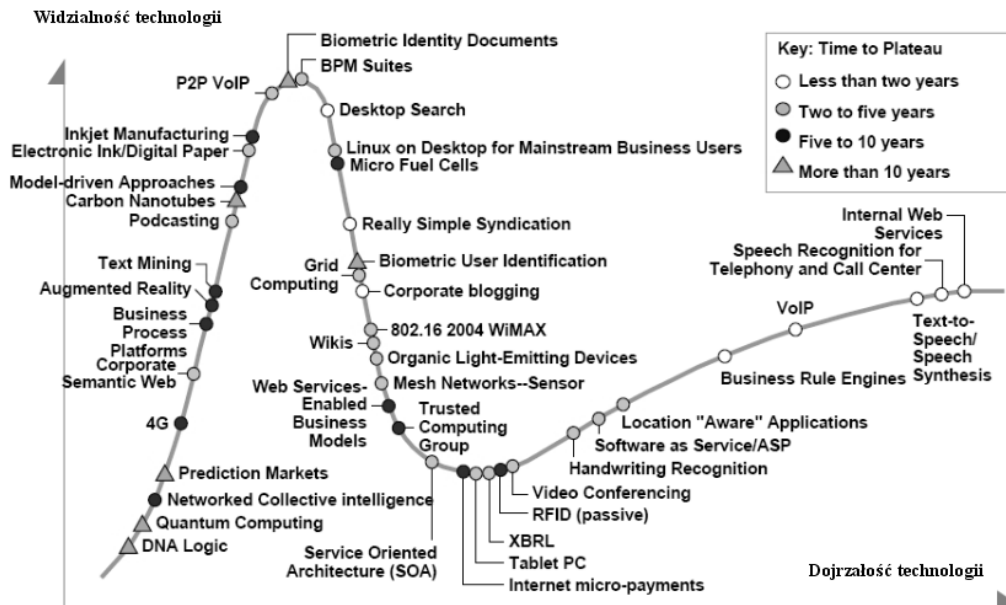 Widzialność technologii
Biometric Identity Documents
BPM Suites
P2P VoIP
Desktop Search
Inkjet Manufacturing
Electronic Ink/Digital Paper
Linux on Desktop for Mainstream Business Users
Micro Fuel Cells
Model-driven Approaches
Carbon Nanotubes
Podcasting
Really Simple Syndication
Text Mining
Augmented Reality
Business
Process
Platforms
Corporate
Semantic Web
Biometric User Identification
Grid
Computing
Corporate blogging
802.16 2004 WiMAX
Wikis
Organic Light-Emitting Devices
Mesh Networks--Sensor
Web Services-
Enabled
Business
Models
Trusted
Computing
Group
4G
Prediction Markets
Networked Collective intelligence
Quantum Computing
DNA Logic
Service Oriented
Architecture (SOA)
Video Conferencing
RFID (passive)
XBRL
Tablet PC
Internet micro-payments
Handwriting Recognition
Software as Service/ASP
Location "Aware" Applications
Business Rule Engines
VoIP
Text-to-
Speech/
Speech
Synthesis
Speech Recognition for
Telephony and Call Center
Internal Web
Services
Key: Time to Plateau
Less than two years
Two to five years
Five to 10 years
More than 10 years
Dojrzałość technologii